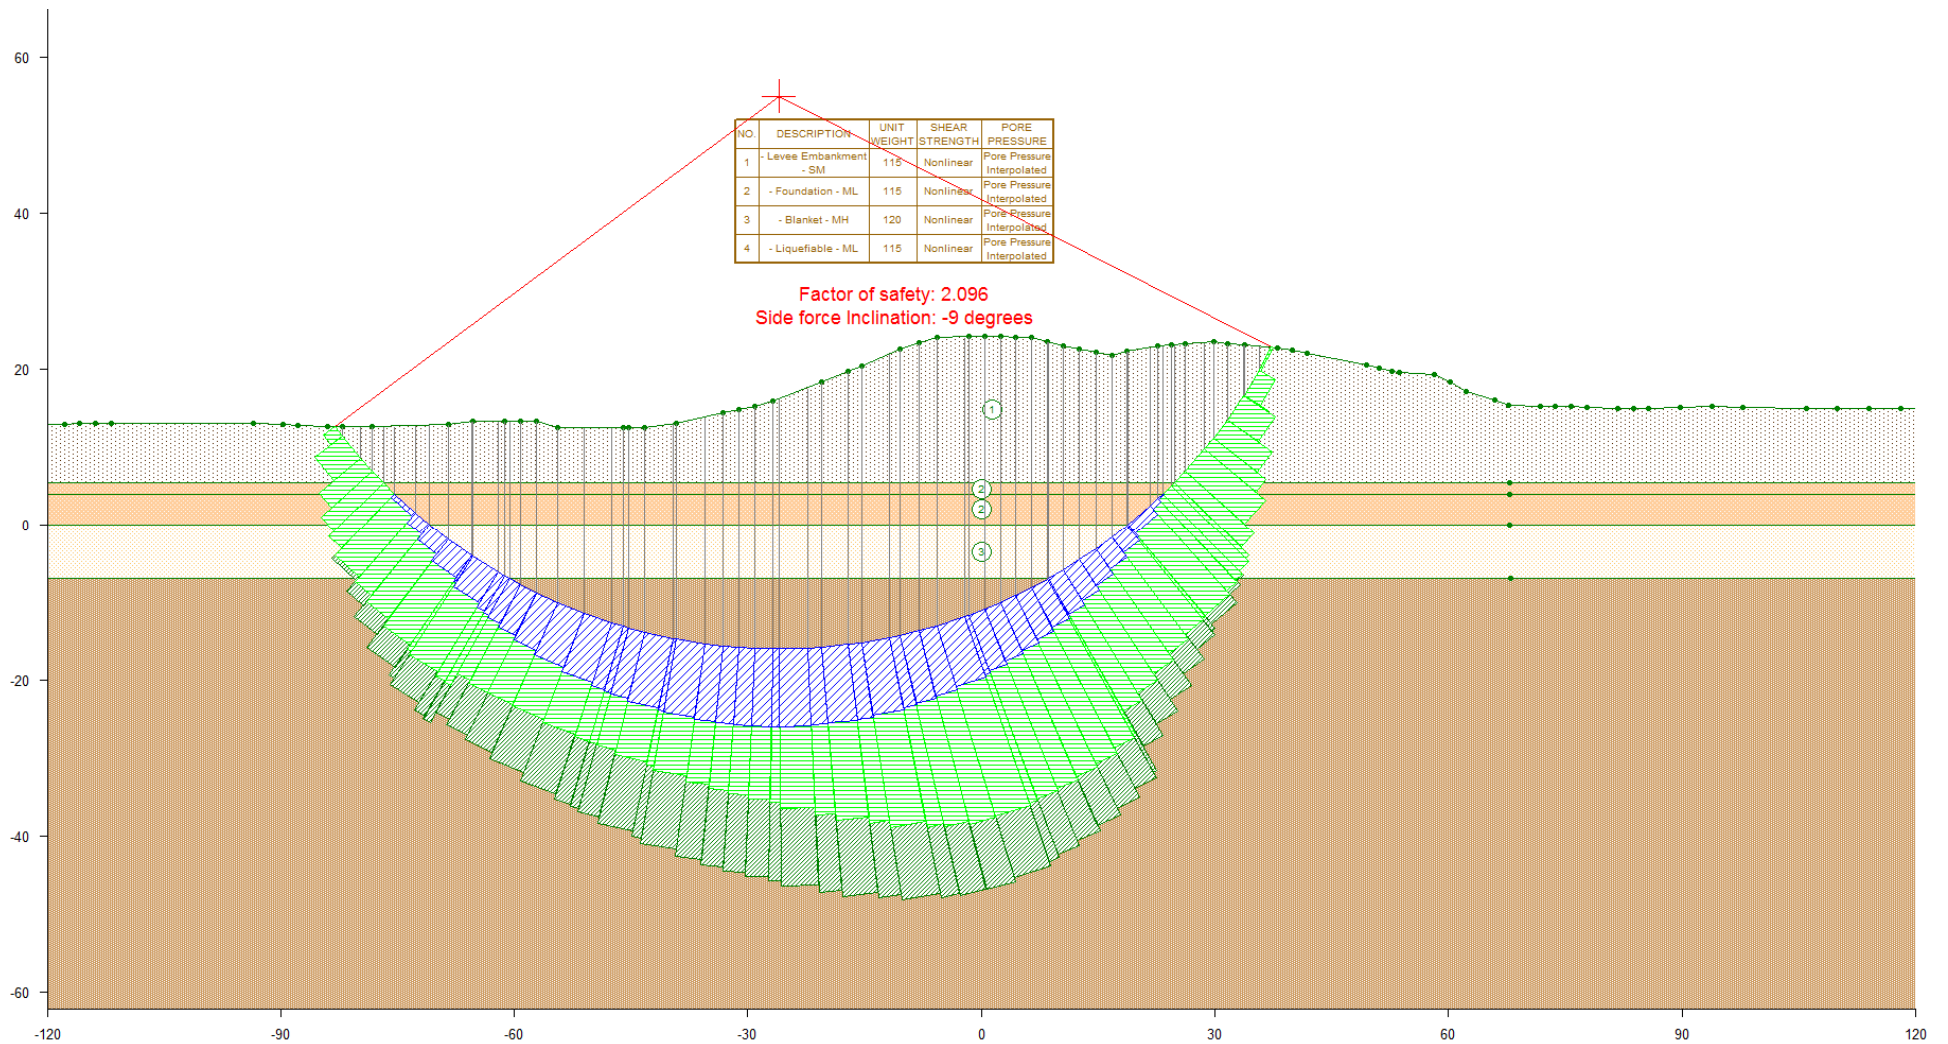 60
40
20
0
-20
-40
-60
-120
-90
-60
-30
0
30
60
90
120
NO. DESCRIPTION UNIT WEIGHT SHEAR STRENGTH PORE PRESSURE
1 - Levee Embankment - SM 115 Nonlinear Pore Pressure Interpolated
2 - Foundation - ML 115 Nonlinear Pore Pressure Interpolated
3 - Blanket - MH 120 Nonlinear Pore Pressure Interpolated
4 - Liquefiable - ML 115 Nonlinear Pore Pressure Interpolated
Factor of safety: 2.096
Side force Inclination: -9 degrees
1
2
2
3